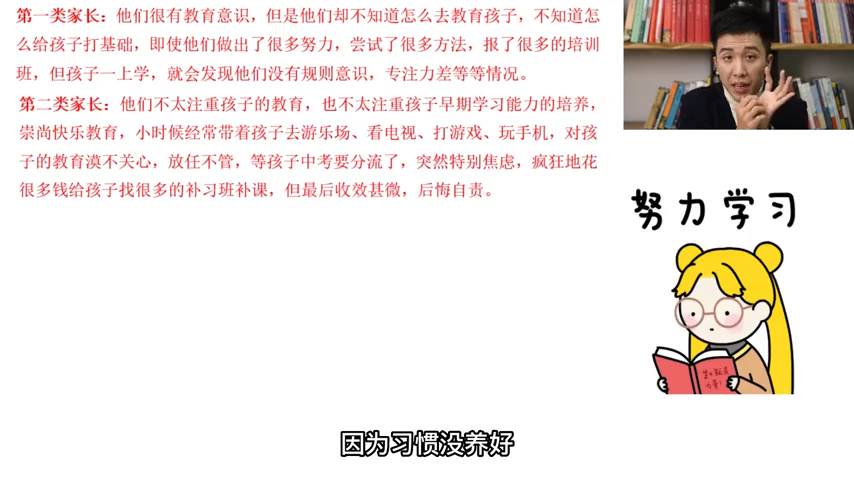 第一类家长：他们很有教育意识，但是他们却不知道怎么去教育孩子，不知道怎
么给孩子打基础，即使他们做出了很多努力，尝试了很多方法，报了很多的培训
班，但孩子一上学，就会发现他们没有规则意识，专注力差等等情况。
第二类家长：他们不太注重孩子的教育，也不太注重孩子早期学习能力的培养，
崇尚快乐教育，小时候经常带着孩子去游乐场、看电视、打游戏、玩手机，对孩
子的教育漠不关心，放任不管，等孩子中考要分流了，突然特别焦虑，疯狂地花
很多钱给孩子找很多的补习班补课，但最后收效甚微，后悔自责。
努力学习
因为习惯没养好